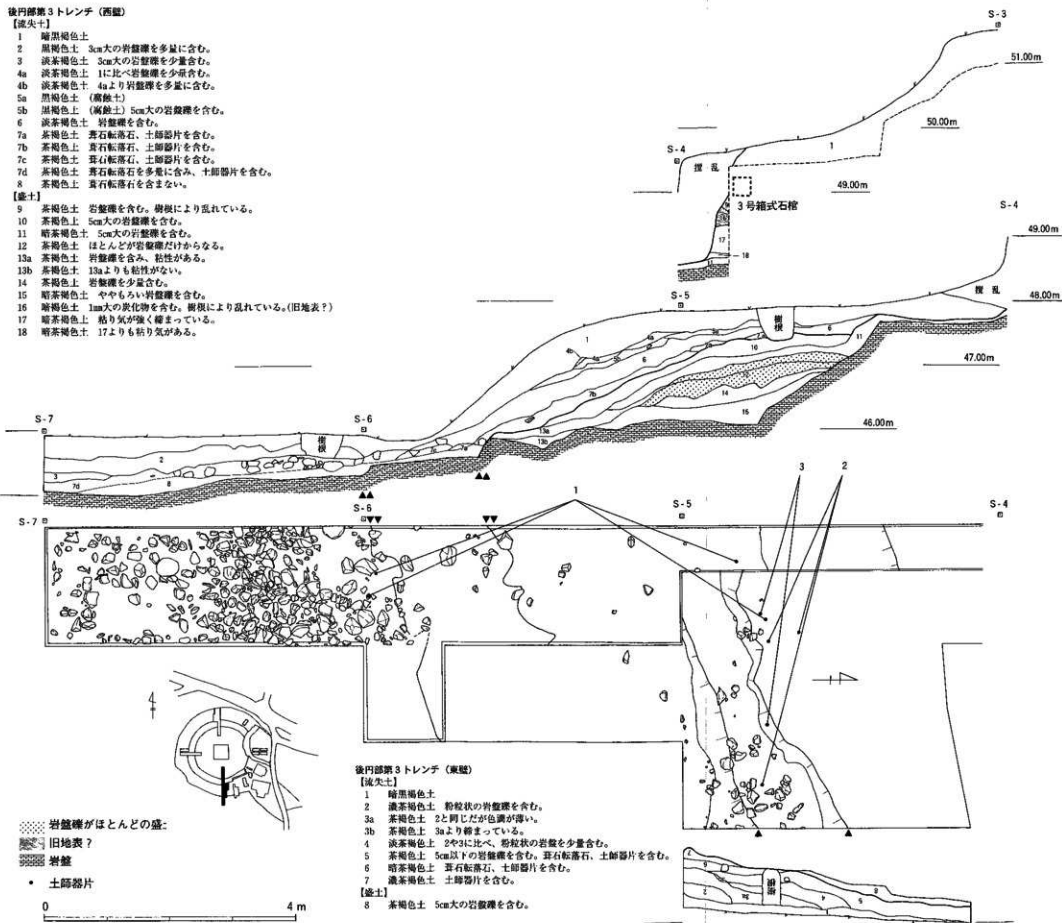 後円部第3トレンチ（西壁）
【流失土】
1 暗黒褐色土
2 黒褐色土 3cm大の岩盤礫を多量に含む。
3 淡茶褐色土 3cm大の岩盤礫を少量含む。
4a 淡茶褐色土 1に比べ岩盤礫を少量含む。
4b 淡茶褐色土 4aより岩盤礫を多量に含む。
5a 黒褐色土 (腐蝕土)
5b 黒褐色土 (腐蝕土) 5cm大の岩盤礫を含む。
6 淡茶褐色土 岩盤礫を含む。
7a 茶褐色土 葺石転落石、土師器片を含む。
7b 茶褐色土 葺石転落石、土師器片を含む。
7c 茶褐色土 葺石転落石、土師器片を含む。
7d 茶褐色土 葺石転落石を多量に含み、土師器片を含む。
8 茶褐色土 葺石転落石を含まない。
【盛土】
9 茶褐色土 岩盤礫を含む。樹根により乱れている。
10 茶褐色土 5cm大の岩盤礫を含む。
11 暗茶褐色土 5cm大の岩盤礫を含む。
12 茶褐色土 ほとんどが岩盤礫だけからなる。
13a 茶褐色土 岩盤礫を含み、粘性がある。
13b 茶褐色土 13aよりも粘性がない。
14 茶褐色土 岩盤礫を少量含む。
15 暗茶褐色土 ややもろい岩盤礫を含む。
16 暗褐色土 1mm大の炭化物を含む。樹根により乱れている。(旧地表？)
17 暗褐色土 粘り気が強く締まっている。
18 暗茶褐色土 17よりも粘り気がある。
S-3
51.00m
50.00m
1
S-4
撹乱
49.00m
3号箱式石棺
17
18
S-4
49.00m
撹乱
48.00m
S-5
樹根
47.00m
46.00m
1
4b
4a
6
7b
10
11
14
15
13a
13b
S-7
S-6
樹根
2
3
7d
8
S-7
S-6
1
S-5
3
2
S-4
岩盤礫がほとんどの盛土
旧地表？
岩盤
土師器片
0
4 m
後円部第3トレンチ（東壁）
【流失土】
1 暗黒褐色土
2 濃茶褐色土 粉粒状の岩盤礫を含む。
3a 茶褐色土 2と同じだが色調が薄い。
3b 茶褐色土 3aより締まっている。
4 淡茶褐色土 2や3に比べ、粉粒状の岩盤を少量含む。
5 茶褐色土 5cm以下の岩盤礫を含む。葺石転落石、土師器片を含む。
6 暗茶褐色土 葺石転落石、土師器片を含む。
7 濃茶褐色土 土師器片を含む。
【盛土】
8 茶褐色土 5cm大の岩盤礫を含む。
樹根